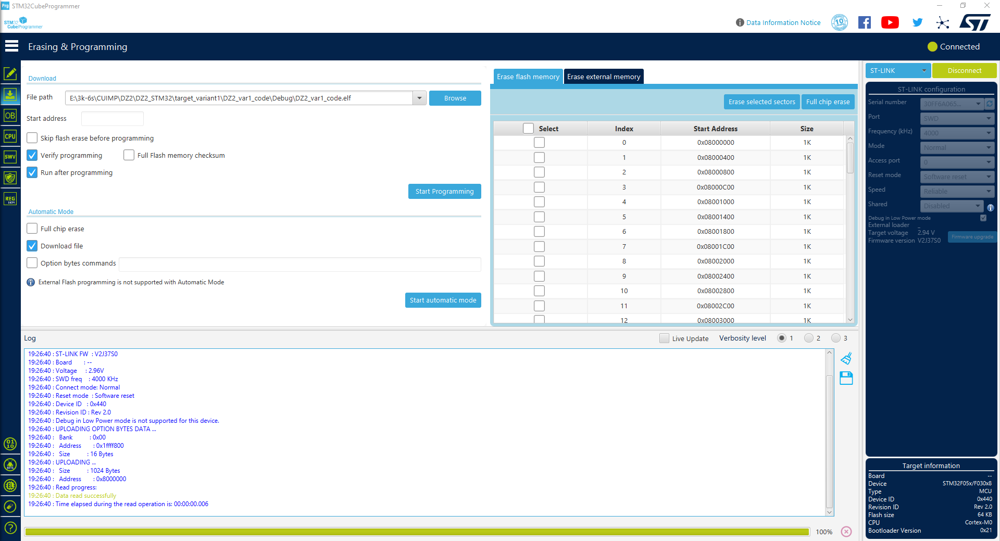 Prg STM32CubeProgrammer
STM32
CubeProgrammer
Data Information Notice
10 YEARS
Erasing & Programming
Connected
Download
File path E:\3k-6s\CUIMP\DZ2\DZ2_STM32\target_variant1\DZ2_var1_code\Debug\DZ2_var1_code.elf Browse
Start address
Skip flash erase before programming
Verify programming Full Flash memory checksum
Run after programming
Start Programming
Automatic Mode
Full chip erase
Download file
Option bytes commands
External Flash programming is not supported with Automatic Mode
Start automatic mode
OB
CPU
SWV
REG
BETA
01
10
BETA
EL
?
Erase flash memory Erase external memory
Erase selected sectors Full chip erase
Select Index Start Address Size
0 0x08000000 1K
1 0x08000400 1K
2 0x08000800 1K
3 0x08000C00 1K
4 0x08001000 1K
5 0x08001400 1K
6 0x08001800 1K
7 0x08001C00 1K
8 0x08002000 1K
9 0x08002400 1K
10 0x08002800 1K
11 0x08002C00 1K
12 0x08003000 1K
ST-LINK Disconnect
ST-LINK configuration
Serial number 30FF6A065...
Port SWD
Frequency (kHz) 4000
Mode Normal
Access port 0
Reset mode Software reset
Speed Reliable
Shared Disabled
Debug in Low Power mode
External loader _
Target voltage 2.94 V
Firmware version V2J37S0 Firmware upgrade
Log Live Update Verbosity level 1 2 3
19:26:40 : ST-LINK FW : V2J37S0
19:26:40 : Board : --
19:26:40 : Voltage : 2.96V
19:26:40 : SWD freq : 4000 KHz
19:26:40 : Connect mode: Normal
19:26:40 : Reset mode : Software reset
19:26:40 : Device ID : 0x440
19:26:40 : Revision ID : Rev 2.0
19:26:40 : Debug in Low Power mode is not supported for this device.
19:26:40 : UPLOADING OPTION BYTES DATA ...
19:26:40 : Bank : 0x00
19:26:40 : Address : 0x1ffff800
19:26:40 : Size : 16 Bytes
19:26:40 : UPLOADING ...
19:26:40 : Size : 1024 Bytes
19:26:40 : Address : 0x8000000
19:26:40 : Read progress:
19:26:40 : Data read successfully
19:26:40 : Time elapsed during the read operation is: 00:00:00.006
100%
Target information
Board --
Device STM32F05x/F030x8
Type MCU
Device ID 0x440
Revision ID Rev 2.0
Flash size 64 KB
CPU Cortex-M0
Bootloader Version 0x21